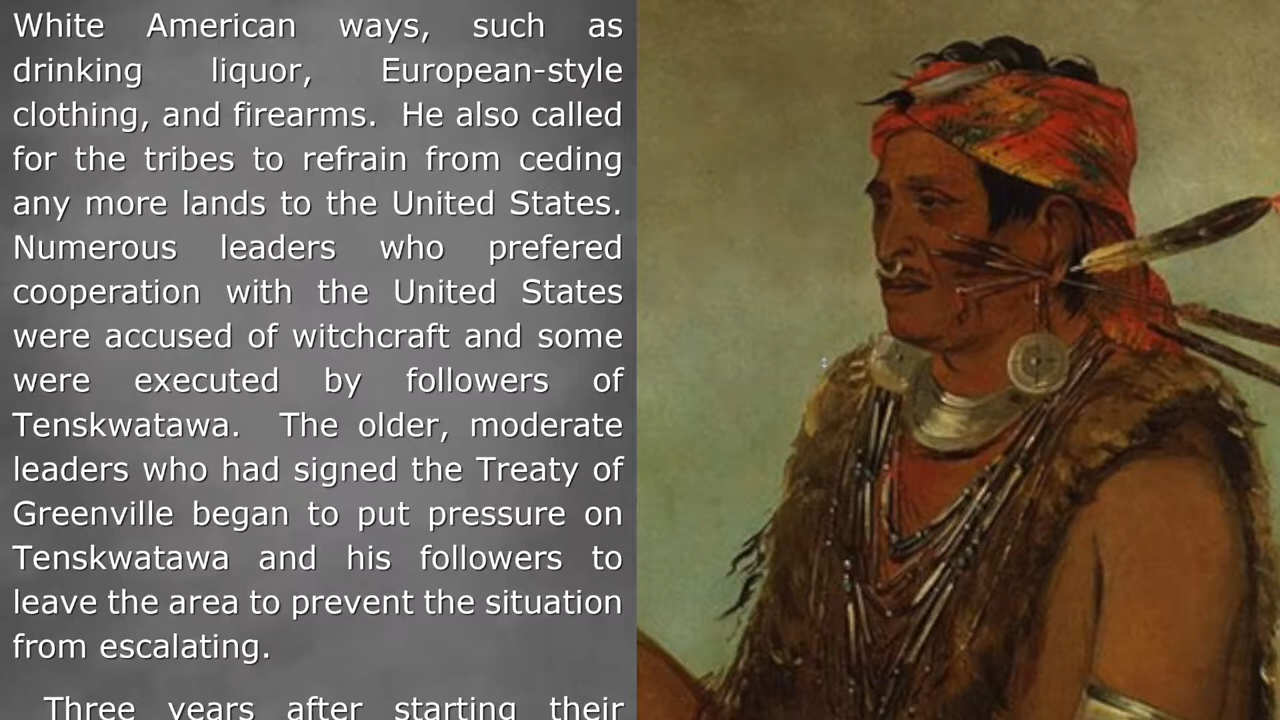 White American ways, such as
drinking liquor, European-style
clothing, and firearms.  He also called
for the tribes to refrain from ceding
any more lands to the United States.
Numerous leaders who prefered
cooperation with the United States
were accused of witchcraft and some
were executed by followers of
Tenskwatawa.  The older, moderate
leaders who had signed the Treaty of
Greenville began to put pressure on
Tenskwatawa and his followers to
leave the area to prevent the situation
from escalating.
Three years after starting their